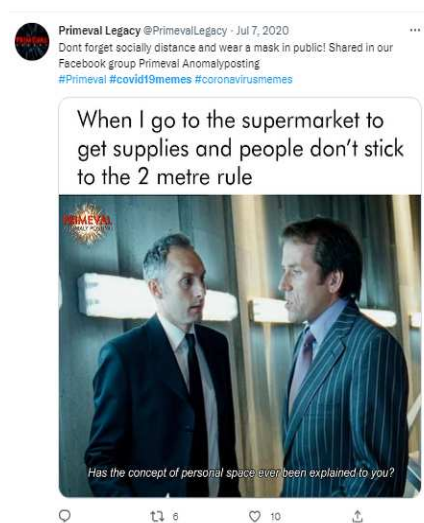 Primeval Legacy @PrimevalLegacy · Jul 7, 2020
Dont forget socially distance and wear a mask in public! Shared in our
Facebook group Primeval Anomalyposting
#Primeval #covid19memes #coronavirusmemes
When I go to the supermarket to
get supplies and people don't stick
to the 2 metre rule
PRIMEVAL
Has the concept of personal space ever been explained to you?
6
10